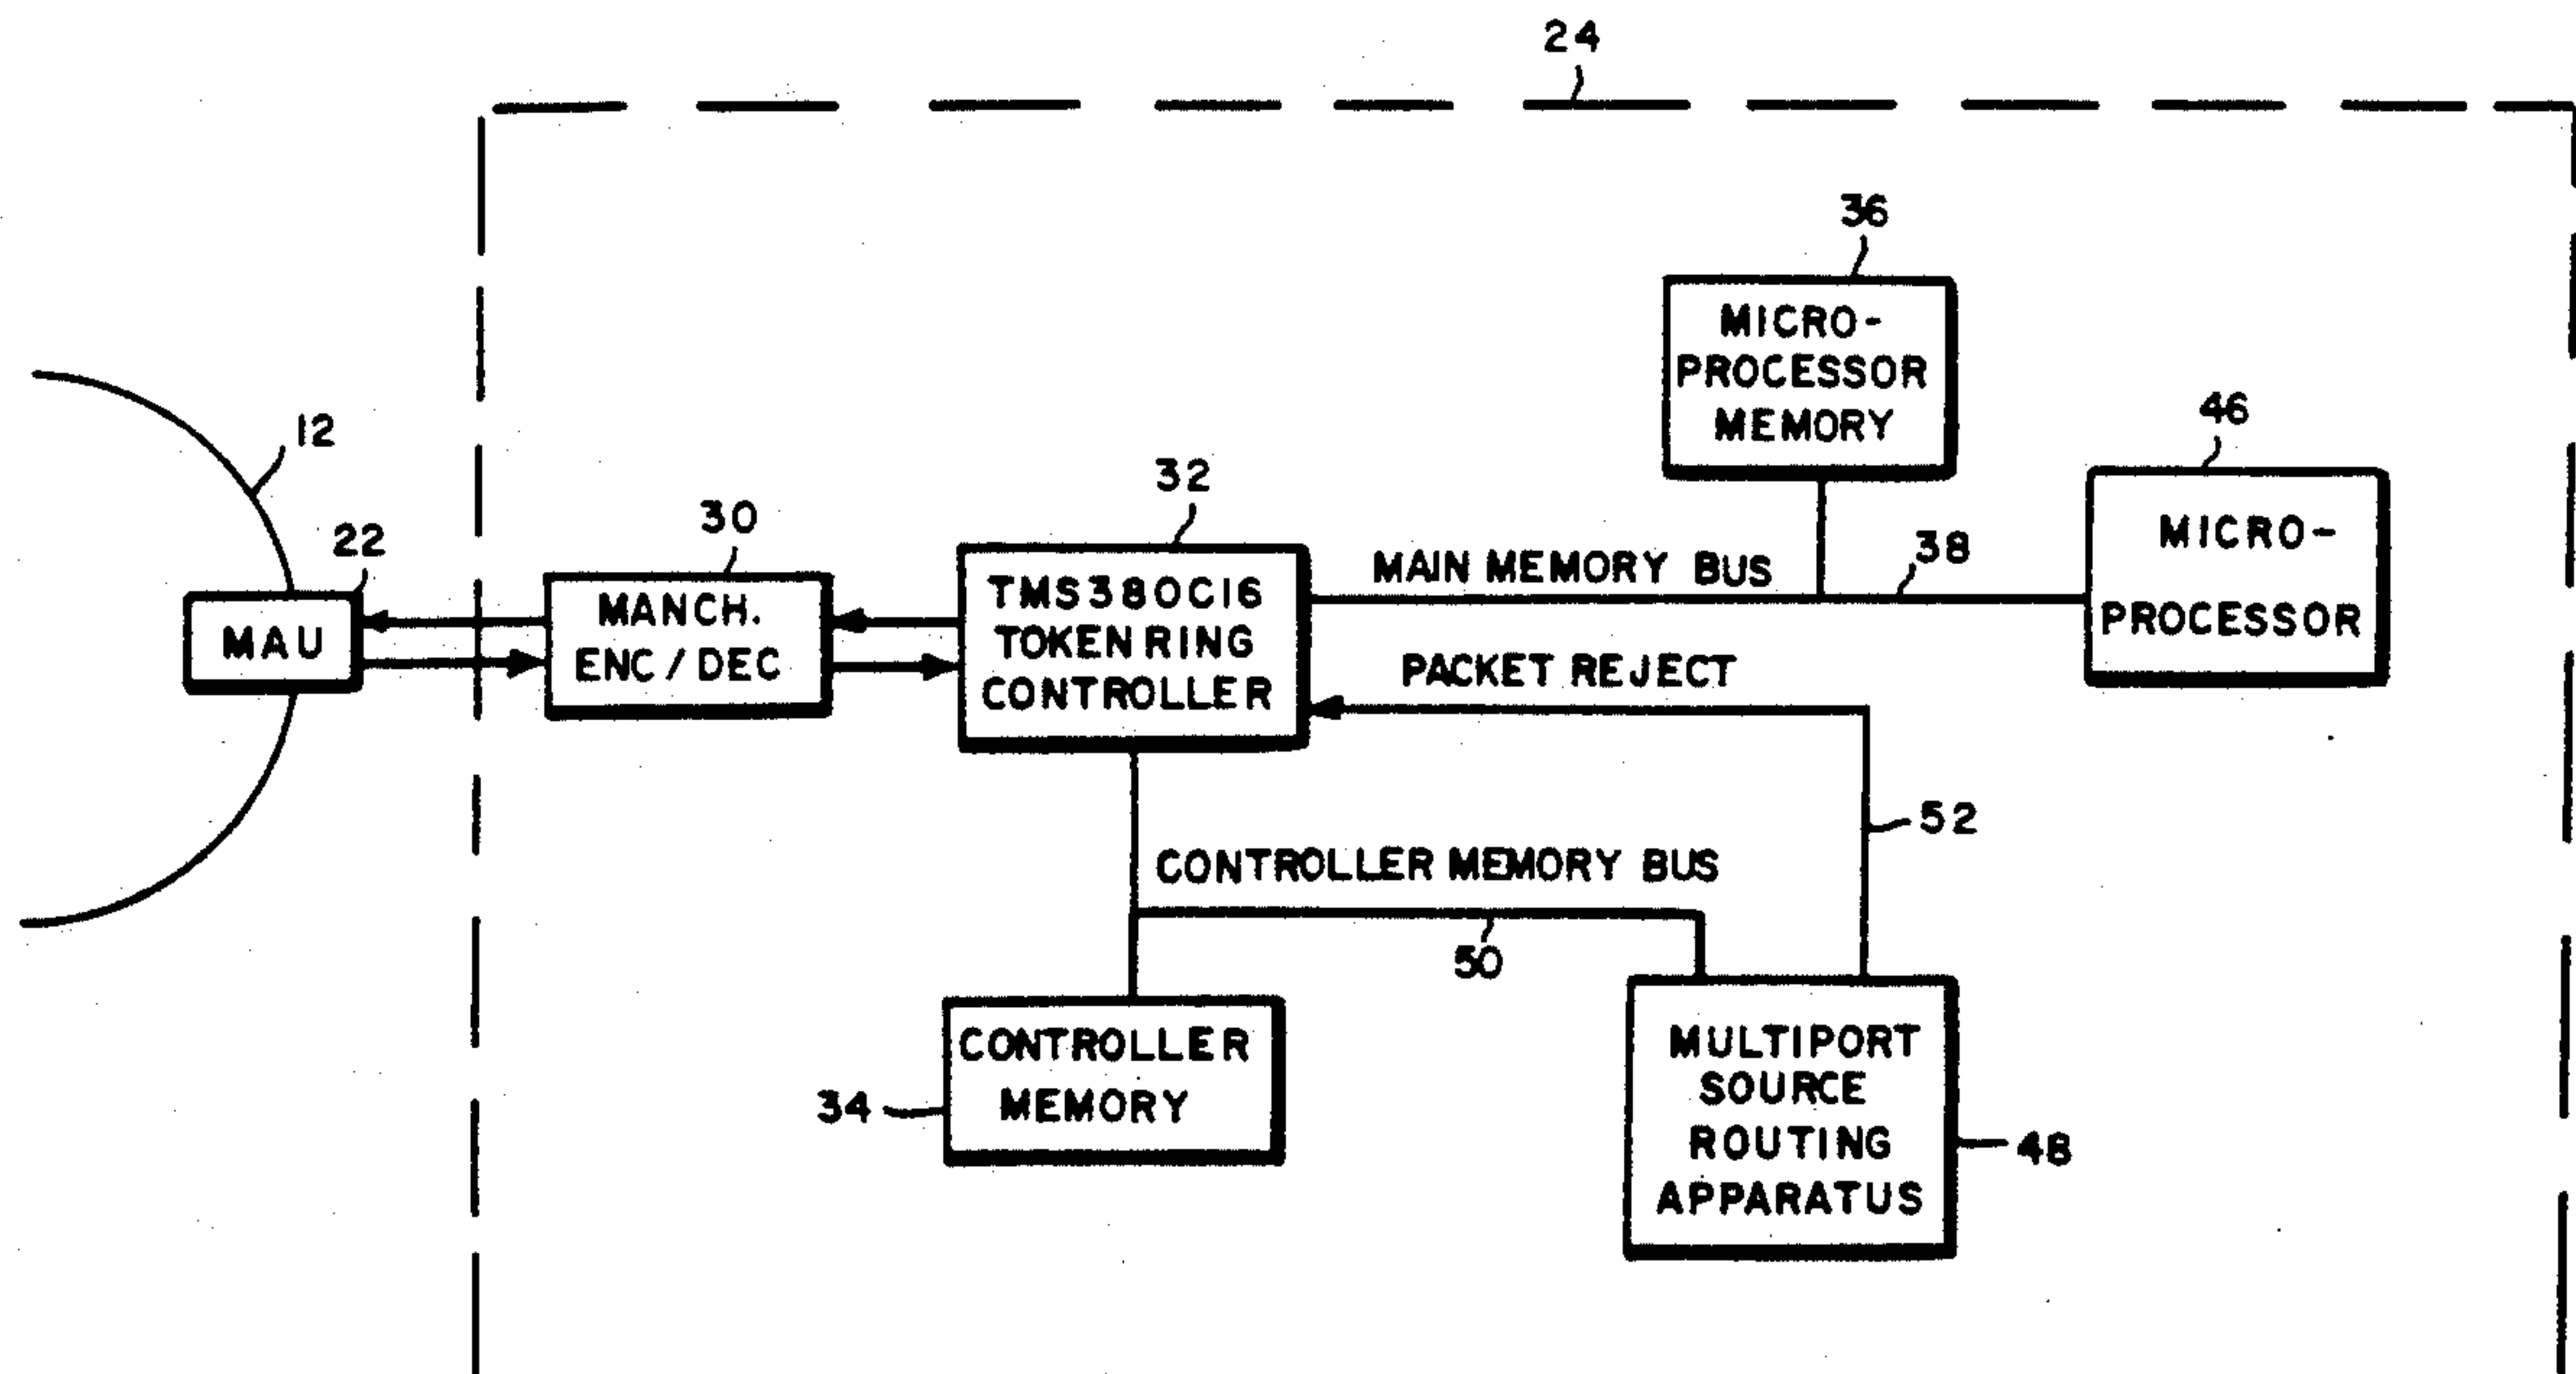 24
36
MICRO-
PROCESSOR
MEMORY
46
MICRO-
PROCESSOR
12
22
MAU
30
MANCH.
ENC / DEC
32
TMS380C16
TOKEN RING
CONTROLLER
MAIN MEMORY BUS
38
PACKET REJECT
52
CONTROLLER MEMORY BUS
50
34
CONTROLLER
MEMORY
MULTIPORT
SOURCE
ROUTING
APPARATUS
48